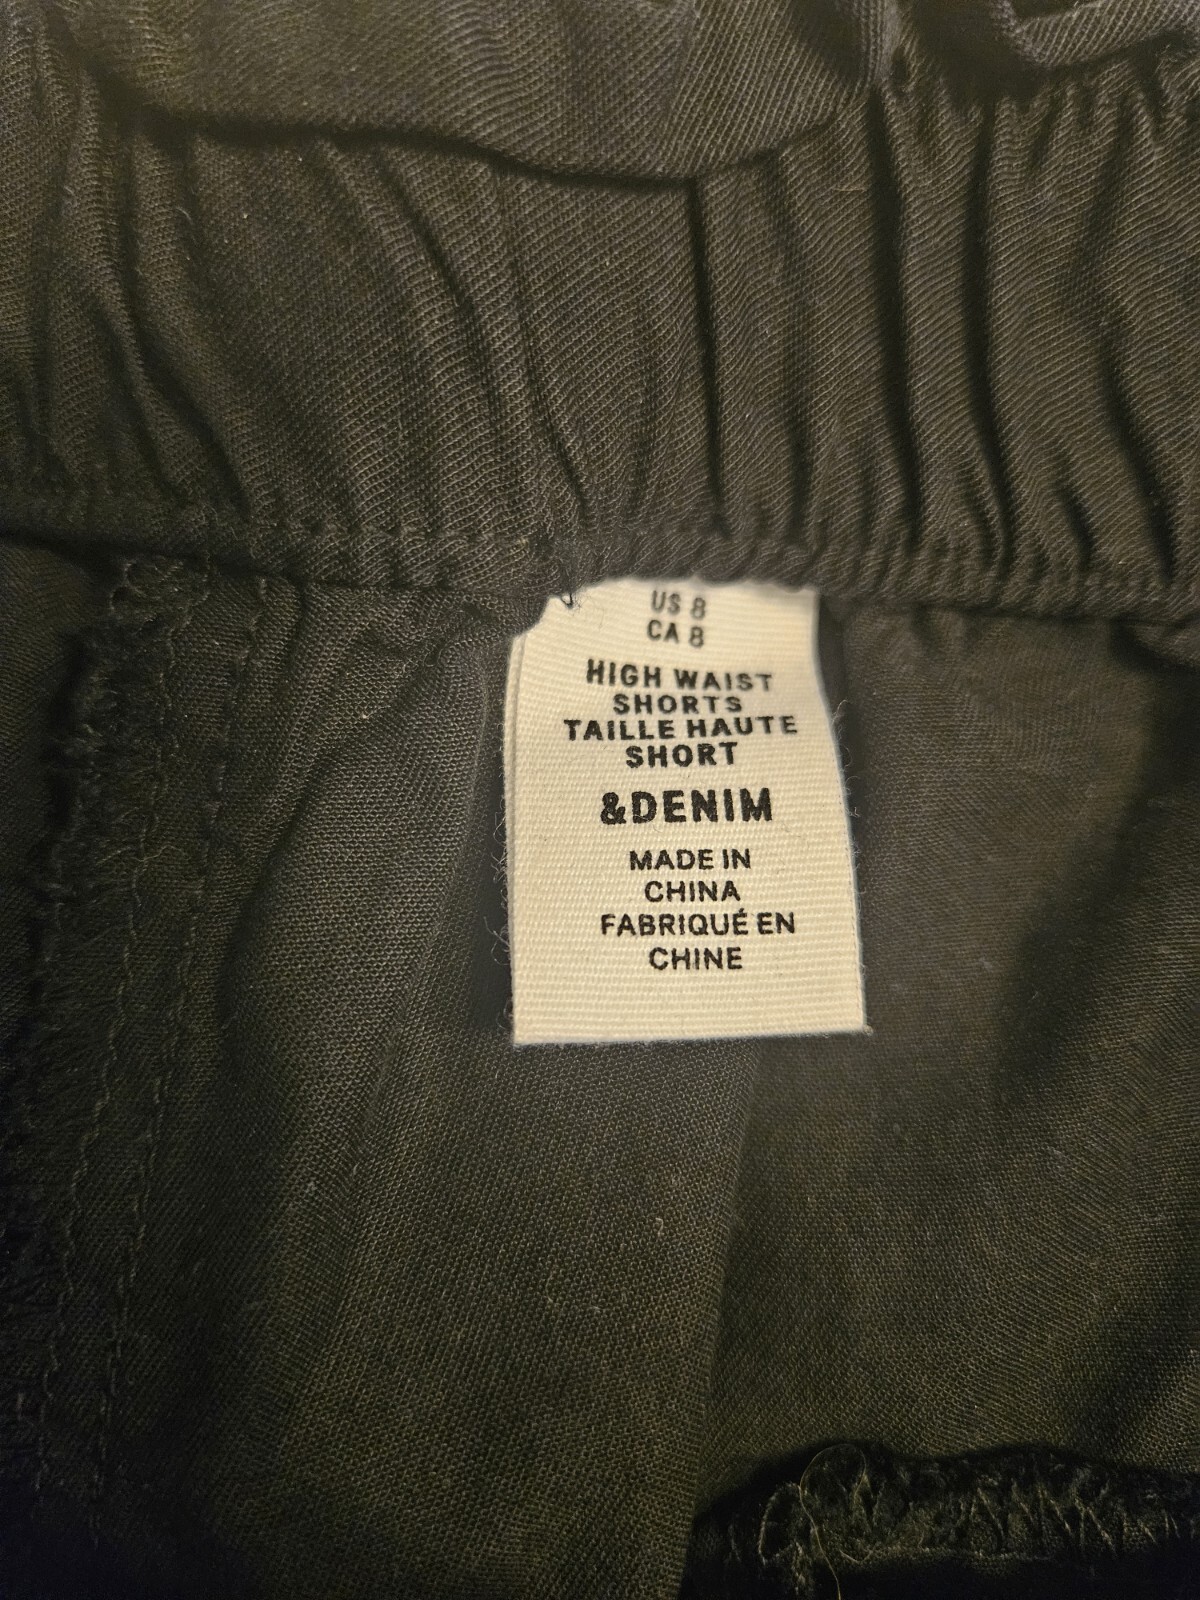 US 8
CA 8
HIGH WAIST
SHORTS
TAILLE HAUTE
SHORT
&DENIM
MADE IN
CHINA
FABRIQUÉ EN
CHINE